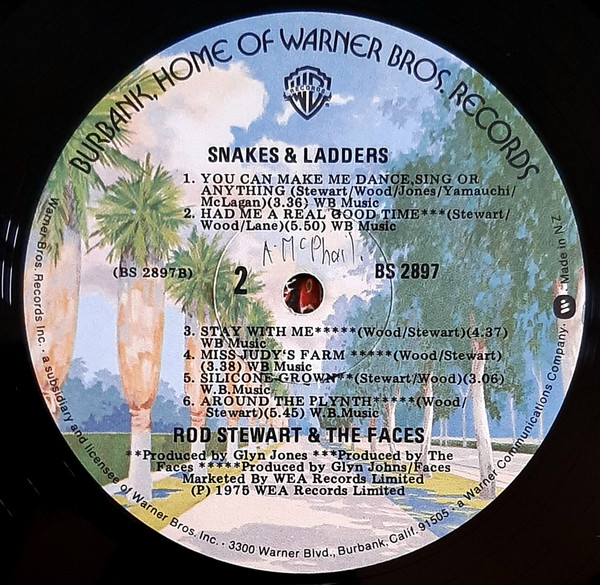 BURBANK, HOME OF WARNER BROS. RECORDS
WB
RECORDS
SNAKES & LADDERS
1. YOU CAN MAKE ME DANCE,SING OR
ANYTHING (Stewart/Wood/Jones/Yamauchi/
McLagan)(3.36) WB Music
2. HAD ME A REAL GOOD TIME***(Stewart/
Wood/Lane)(5.50) WB Music
A. McPhail.
(BS 2897B) 2 BS 2897
3. STAY WITH ME*****(Wood/Stewart)(4.37)
WB Music
4. MISS JUDY'S FARM *****(Wood/Stewart)
(3.38) WB Music
5. SILICONE GROWN**(Stewart/Wood)(3.06)
W.B.Music
6. AROUND THE PLYNTH*****(Wood/
Stewart)(5.45) W.B.Music
ROD STEWART & THE FACES
**Produced by Glyn Jones ***Produced by The
Faces *****Produced by Glyn Johns/Faces
Marketed By WEA Records Limited
(P) 1975 WEA Records Limited
Warner Bros. Records Inc. · a subsidiary and licensee of Warner Bros. Inc. · 3300 Warner Blvd., Burbank, Calif. 91505 · a Warner Communications Company. Made in N.Z